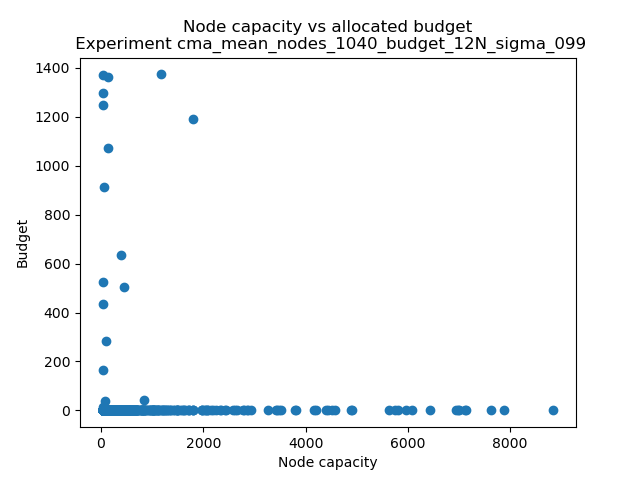 Node capacity vs allocated budget
Experiment cma_mean_nodes_1040_budget_12N_sigma_099
1400
1200
1000
800
600
400
200
0
Budget
0 2000 4000 6000 8000
Node capacity